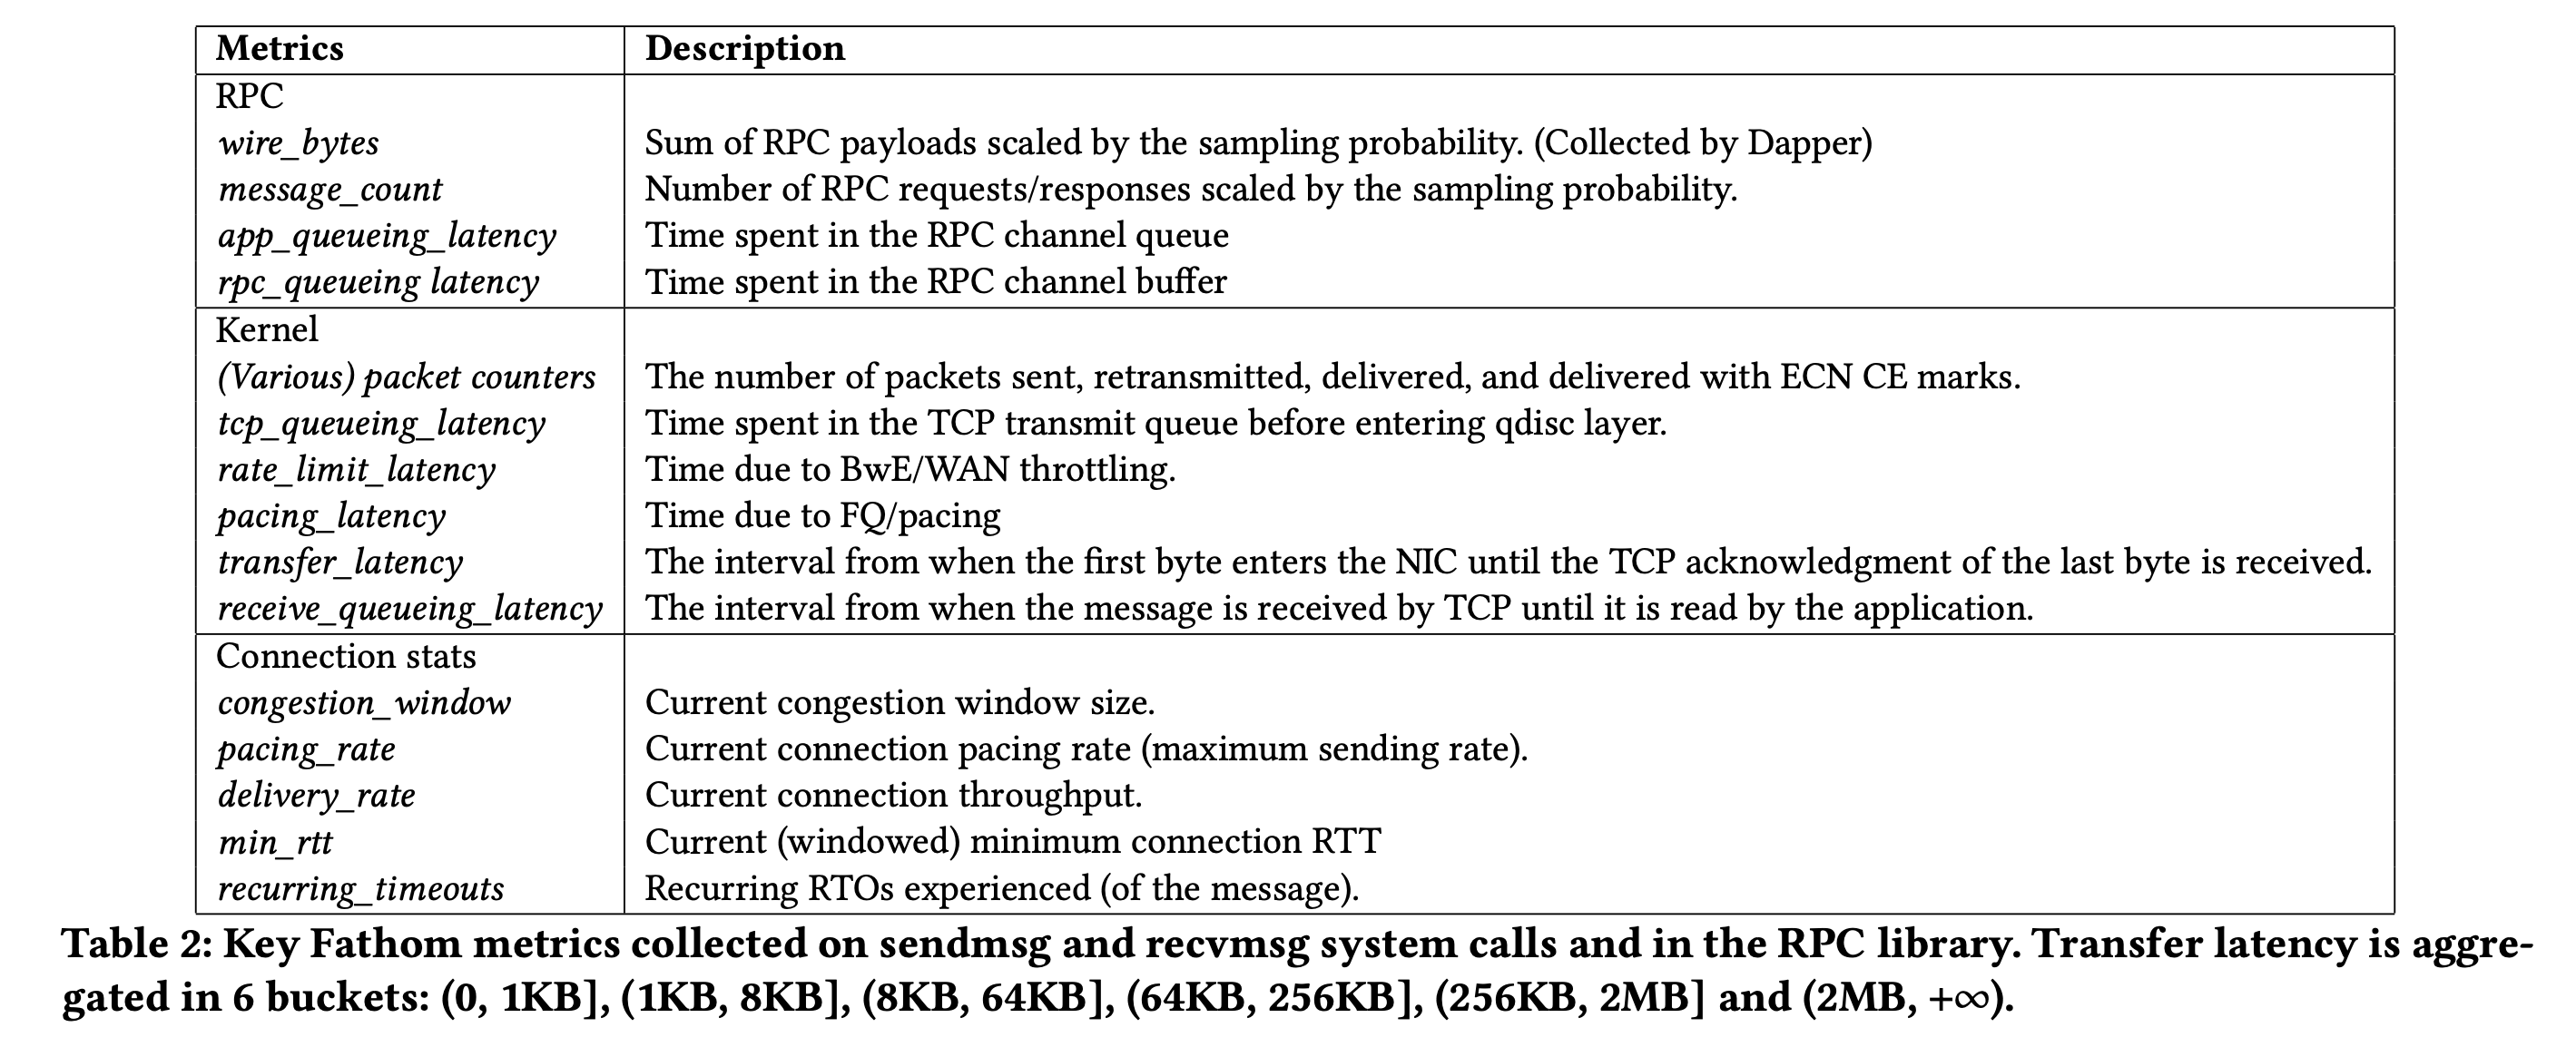 Metrics Description
RPC
wire_bytes Sum of RPC payloads scaled by the sampling probability. (Collected by Dapper)
message_count Number of RPC requests/responses scaled by the sampling probability.
app_queueing_latency Time spent in the RPC channel queue
rpc_queueing latency Time spent in the RPC channel buffer
Kernel
(Various) packet counters The number of packets sent, retransmitted, delivered, and delivered with ECN CE marks.
tcp_queueing_latency Time spent in the TCP transmit queue before entering qdisc layer.
rate_limit_latency Time due to BwE/WAN throttling.
pacing_latency Time due to FQ/pacing
transfer_latency The interval from when the first byte enters the NIC until the TCP acknowledgment of the last byte is received.
receive_queueing_latency The interval from when the message is received by TCP until it is read by the application.
Connection stats
congestion_window Current congestion window size.
pacing_rate Current connection pacing rate (maximum sending rate).
delivery_rate Current connection throughput.
min_rtt Current (windowed) minimum connection RTT
recurring_timeouts Recurring RTOs experienced (of the message).
Table 2: Key Fathom metrics collected on sendmsg and recvmsg system calls and in the RPC library. Transfer latency is aggre-
gated in 6 buckets: (0, 1KB], (1KB, 8KB], (8KB, 64KB], (64KB, 256KB], (256KB, 2MB] and (2MB, +∞).